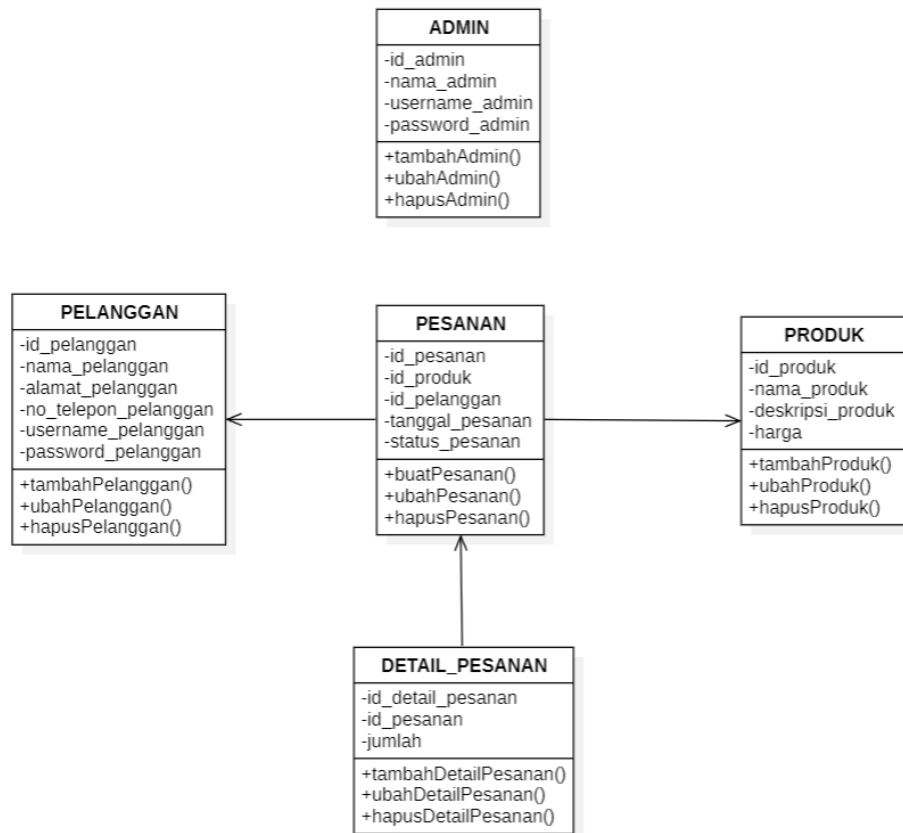 ADMIN
-id_admin
-nama_admin
-username_admin
-password_admin
+tambahAdmin()
+ubahAdmin()
+hapusAdmin()
PELANGGAN
-id_pelanggan
-nama_pelanggan
-alamat_pelanggan
-no_telepon_pelanggan
-username_pelanggan
-password_pelanggan
+tambahPelanggan()
+ubahPelanggan()
+hapusPelanggan()
PESANAN
-id_pesanan
-id_produk
-id_pelanggan
-tanggal_pesanan
-status_pesanan
+buatPesanan()
+ubahPesanan()
+hapusPesanan()
PRODUK
-id_produk
-nama_produk
-deskripsi_produk
-harga
+tambahProduk()
+ubahProduk()
+hapusProduk()
DETAIL_PESANAN
-id_detail_pesanan
-id_pesanan
-jumlah
+tambahDetailPesanan()
+ubahDetailPesanan()
+hapusDetailPesanan()